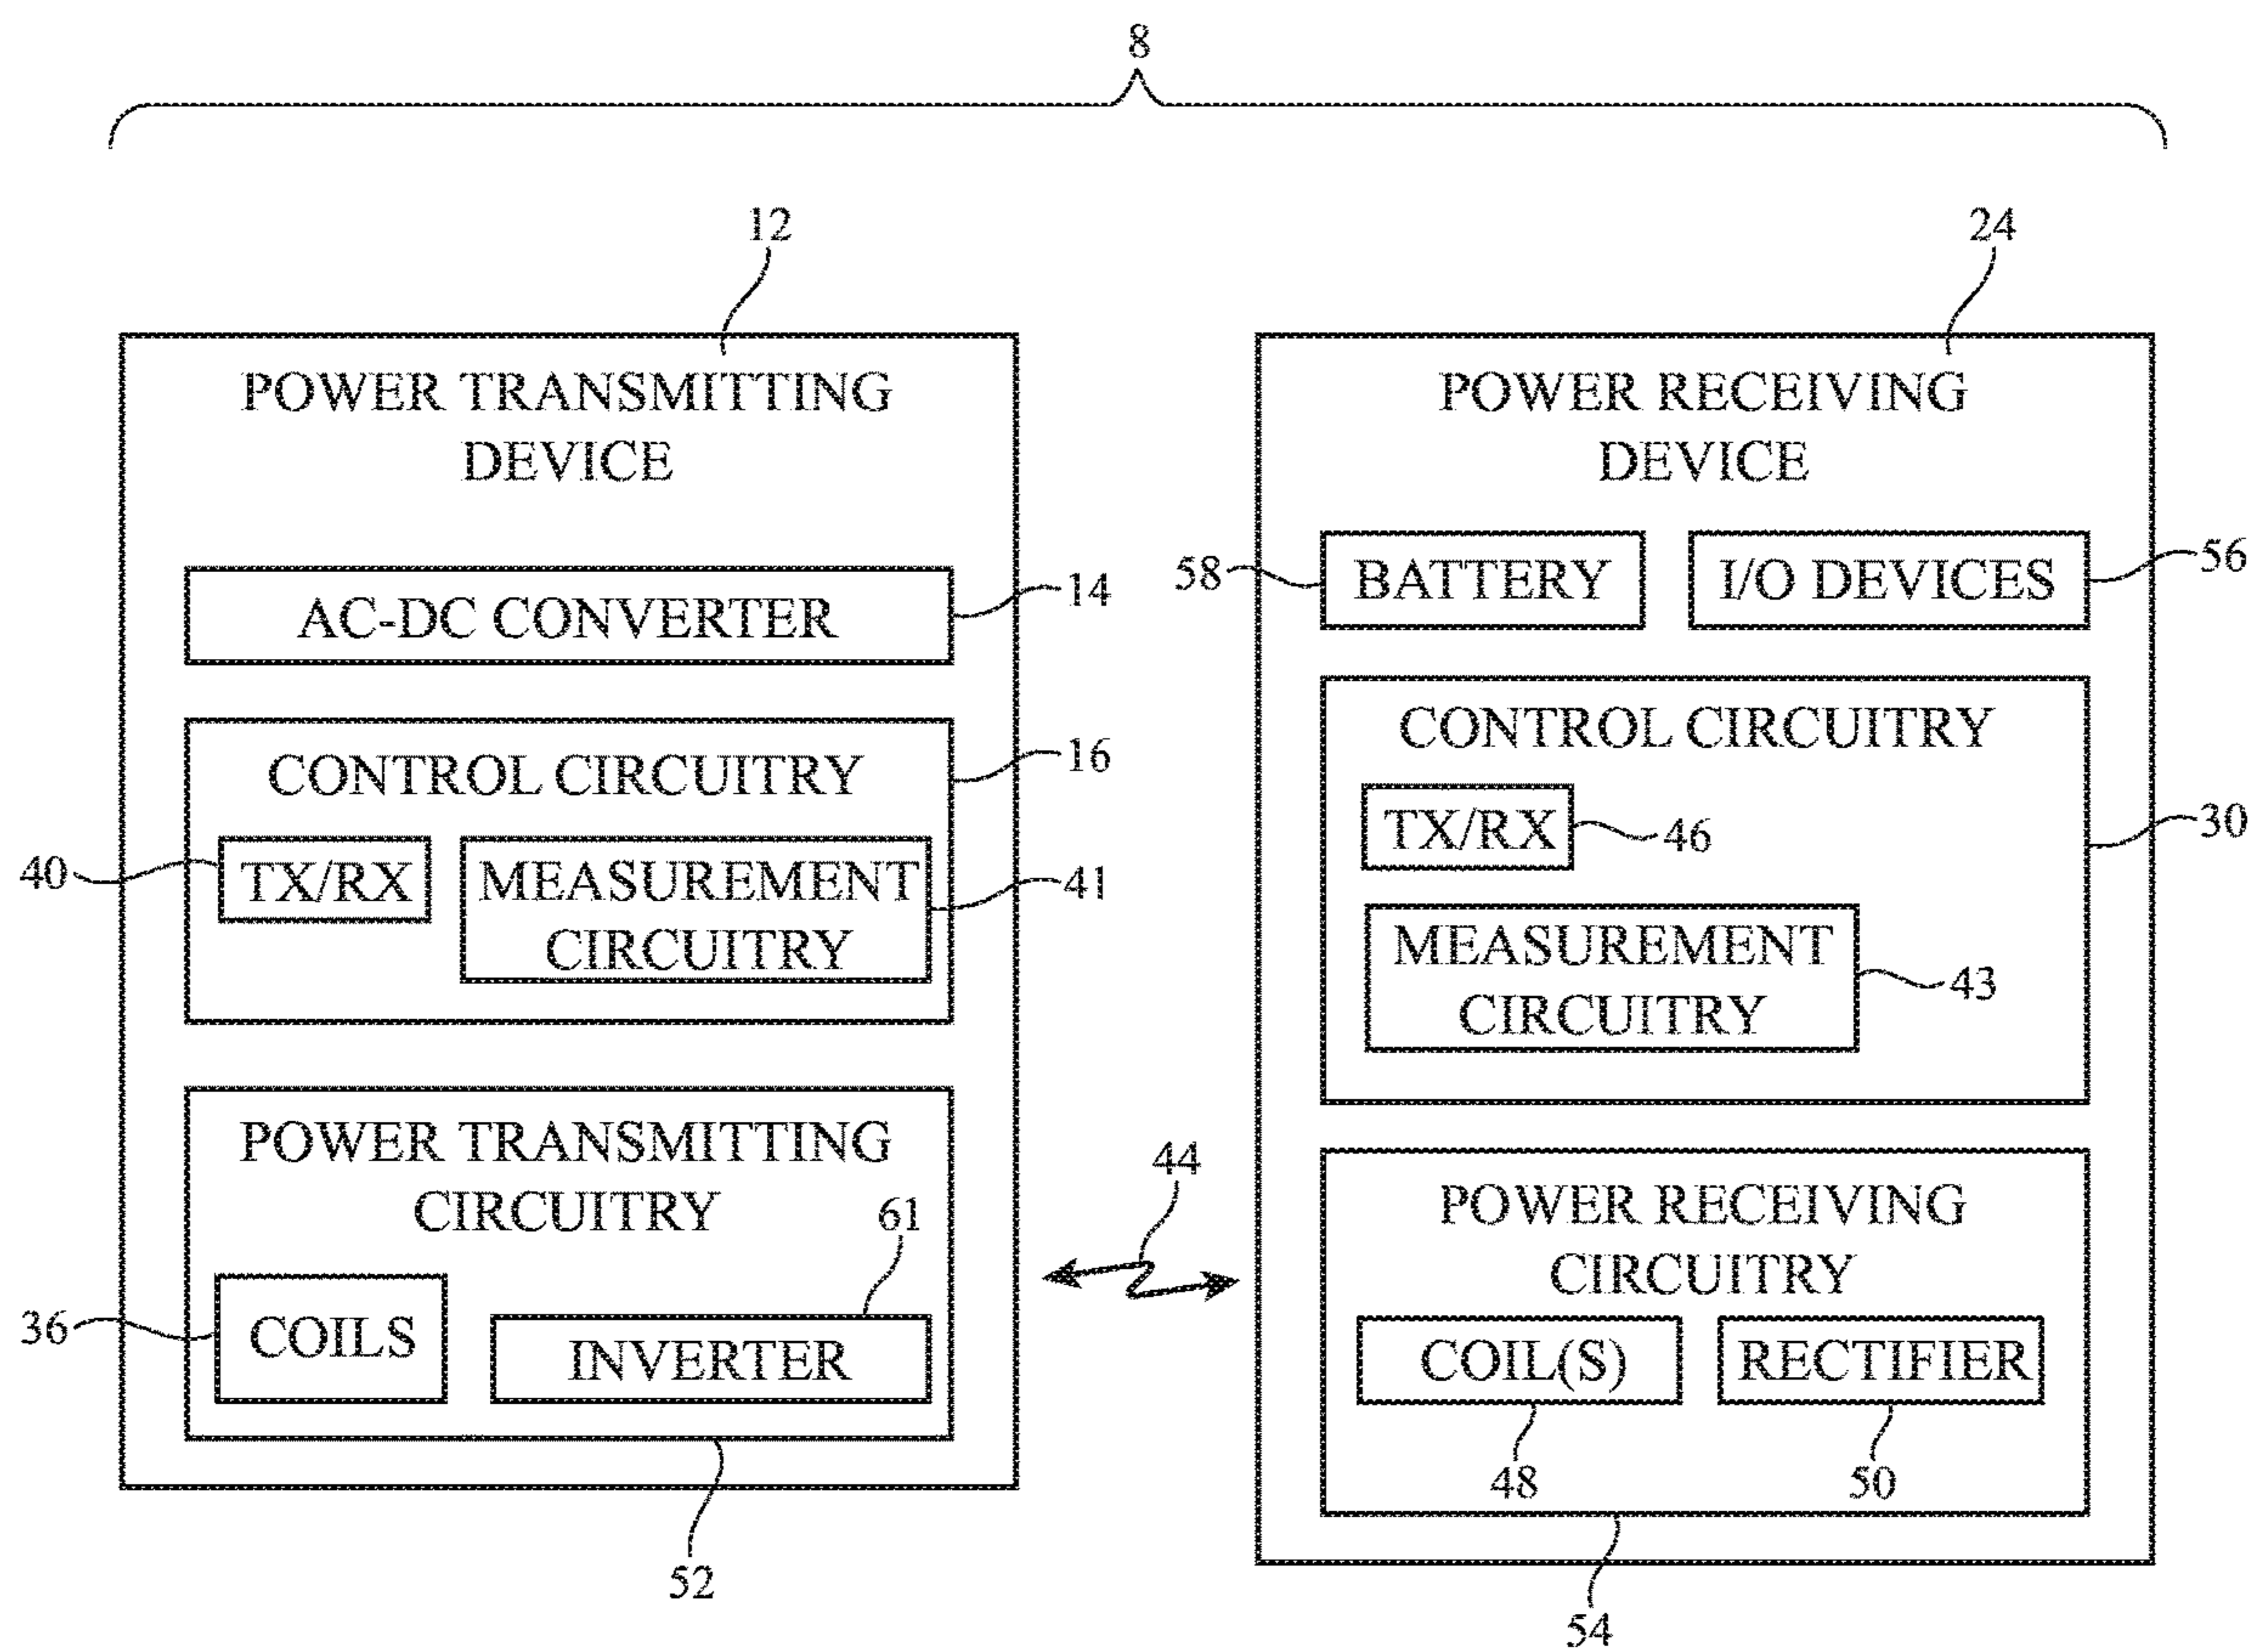 8
12
POWER TRANSMITTING
DEVICE
AC-DC CONVERTER
14
CONTROL CIRCUITRY
16
40
TX/RX
MEASUREMENT
CIRCUITRY
41
POWER TRANSMITTING
CIRCUITRY
61
36
COILS
INVERTER
52
44
24
POWER RECEIVING
DEVICE
58
BATTERY
I/O DEVICES
56
CONTROL CIRCUITRY
TX/RX
46
30
MEASUREMENT
CIRCUITRY
43
POWER RECEIVING
CIRCUITRY
COIL(S)
RECTIFIER
48
50
54